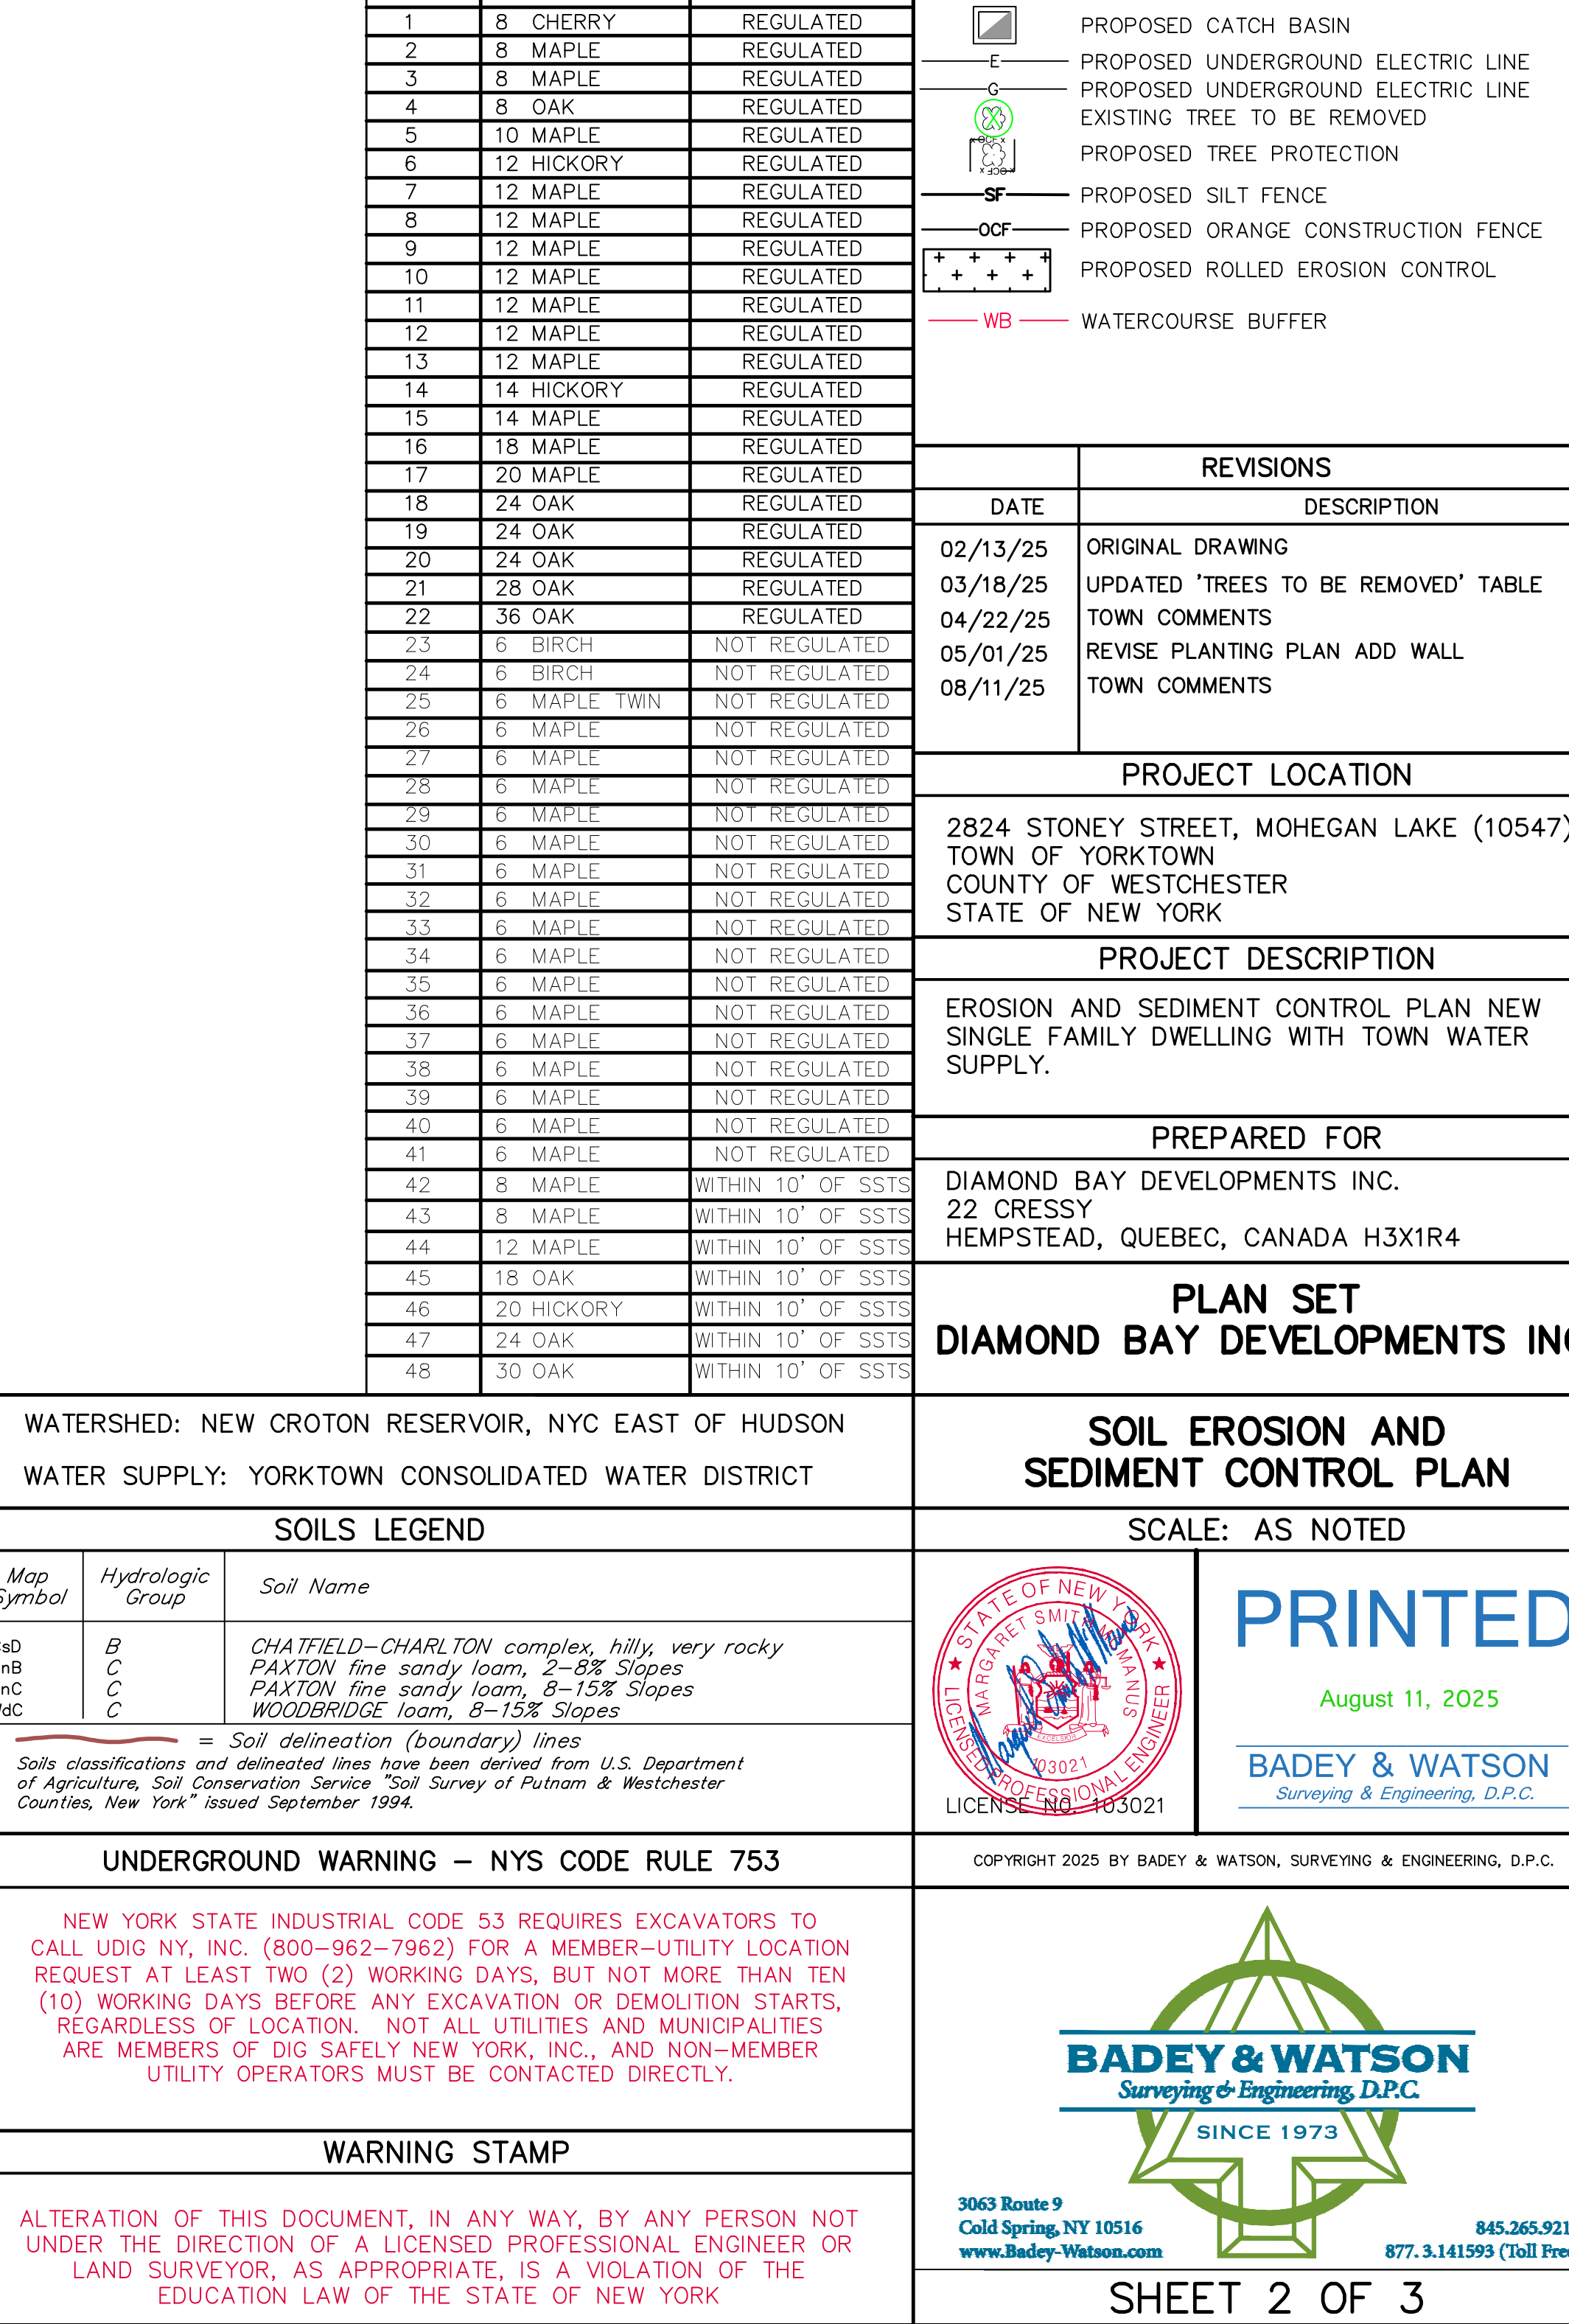 1 8 CHERRY REGULATED
2 8 MAPLE REGULATED
3 8 MAPLE REGULATED
4 8 OAK REGULATED
5 10 MAPLE REGULATED
6 12 HICKORY REGULATED
7 12 MAPLE REGULATED
8 12 MAPLE REGULATED
9 12 MAPLE REGULATED
10 12 MAPLE REGULATED
11 12 MAPLE REGULATED
12 12 MAPLE REGULATED
13 12 MAPLE REGULATED
14 14 HICKORY REGULATED
15 14 MAPLE REGULATED
16 18 MAPLE REGULATED
17 20 MAPLE REGULATED
18 24 OAK REGULATED
19 24 OAK REGULATED
20 24 OAK REGULATED
21 28 OAK REGULATED
22 36 OAK REGULATED
23 6 BIRCH NOT REGULATED
24 6 BIRCH NOT REGULATED
25 6 MAPLE TWIN NOT REGULATED
26 6 MAPLE NOT REGULATED
27 6 MAPLE NOT REGULATED
28 6 MAPLE NOT REGULATED
29 6 MAPLE NOT REGULATED
30 6 MAPLE NOT REGULATED
31 6 MAPLE NOT REGULATED
32 6 MAPLE NOT REGULATED
33 6 MAPLE NOT REGULATED
34 6 MAPLE NOT REGULATED
35 6 MAPLE NOT REGULATED
36 6 MAPLE NOT REGULATED
37 6 MAPLE NOT REGULATED
38 6 MAPLE NOT REGULATED
39 6 MAPLE NOT REGULATED
40 6 MAPLE NOT REGULATED
41 6 MAPLE NOT REGULATED
42 8 MAPLE WITHIN 10' OF SSTS
43 8 MAPLE WITHIN 10' OF SSTS
44 12 MAPLE WITHIN 10' OF SSTS
45 18 OAK WITHIN 10' OF SSTS
46 20 HICKORY WITHIN 10' OF SSTS
47 24 OAK WITHIN 10' OF SSTS
48 30 OAK WITHIN 10' OF SSTS
WATERSHED: NEW CROTON RESERVOIR, NYC EAST OF HUDSON
WATER SUPPLY: YORKTOWN CONSOLIDATED WATER DISTRICT
SOILS LEGEND
Map Symbol Hydrologic Group Soil Name
sD B CHATFIELD-CHARLTON complex, hilly, very rocky
nB C PAXTON fine sandy loam, 2-8% Slopes
nC C PAXTON fine sandy loam, 8-15% Slopes
dC C WOODBRIDGE loam, 8-15% Slopes
= Soil delineation (boundary) lines
Soils classifications and delineated lines have been derived from U.S. Department
of Agriculture, Soil Conservation Service "Soil Survey of Putnam & Westchester
Counties, New York" issued September 1994.
UNDERGROUND WARNING - NYS CODE RULE 753
NEW YORK STATE INDUSTRIAL CODE 53 REQUIRES EXCAVATORS TO
CALL UDIG NY, INC. (800-962-7962) FOR A MEMBER-UTILITY LOCATION
REQUEST AT LEAST TWO (2) WORKING DAYS, BUT NOT MORE THAN TEN
(10) WORKING DAYS BEFORE ANY EXCAVATION OR DEMOLITION STARTS,
REGARDLESS OF LOCATION. NOT ALL UTILITIES AND MUNICIPALITIES
ARE MEMBERS OF DIG SAFELY NEW YORK, INC., AND NON-MEMBER
UTILITY OPERATORS MUST BE CONTACTED DIRECTLY.
WARNING STAMP
ALTERATION OF THIS DOCUMENT, IN ANY WAY, BY ANY PERSON NOT
UNDER THE DIRECTION OF A LICENSED PROFESSIONAL ENGINEER OR
LAND SURVEYOR, AS APPROPRIATE, IS A VIOLATION OF THE
EDUCATION LAW OF THE STATE OF NEW YORK
PROPOSED CATCH BASIN
E PROPOSED UNDERGROUND ELECTRIC LINE
G PROPOSED UNDERGROUND ELECTRIC LINE
X EXISTING TREE TO BE REMOVED
x OCF x
PROPOSED TREE PROTECTION
x OCF x
SF PROPOSED SILT FENCE
OCF PROPOSED ORANGE CONSTRUCTION FENCE
PROPOSED ROLLED EROSION CONTROL
WB WATERCOURSE BUFFER
REVISIONS
DATE DESCRIPTION
02/13/25 ORIGINAL DRAWING
03/18/25 UPDATED 'TREES TO BE REMOVED' TABLE
04/22/25 TOWN COMMENTS
05/01/25 REVISE PLANTING PLAN ADD WALL
08/11/25 TOWN COMMENTS
PROJECT LOCATION
2824 STONEY STREET, MOHEGAN LAKE (10547)
TOWN OF YORKTOWN
COUNTY OF WESTCHESTER
STATE OF NEW YORK
PROJECT DESCRIPTION
EROSION AND SEDIMENT CONTROL PLAN NEW
SINGLE FAMILY DWELLING WITH TOWN WATER
SUPPLY.
PREPARED FOR
DIAMOND BAY DEVELOPMENTS INC.
22 CRESSY
HEMPSTEAD, QUEBEC, CANADA H3X1R4
PLAN SET
DIAMOND BAY DEVELOPMENTS INC
SOIL EROSION AND
SEDIMENT CONTROL PLAN
SCALE: AS NOTED
STATE OF NEW YORK
MARGARET SMITH MCMANUS
EXCELSIOR
103021
LICENSED PROFESSIONAL ENGINEER
LICENSE NO. 103021
PRINTED
August 11, 2025
BADEY & WATSON
Surveying & Engineering, D.P.C.
COPYRIGHT 2025 BY BADEY & WATSON, SURVEYING & ENGINEERING, D.P.C.
BADEY & WATSON
Surveying & Engineering, D.P.C.
SINCE 1973
3063 Route 9
Cold Spring, NY 10516 845.265.921
www.Badey-Watson.com 877. 3.141593 (Toll Free
SHEET 2 OF 3